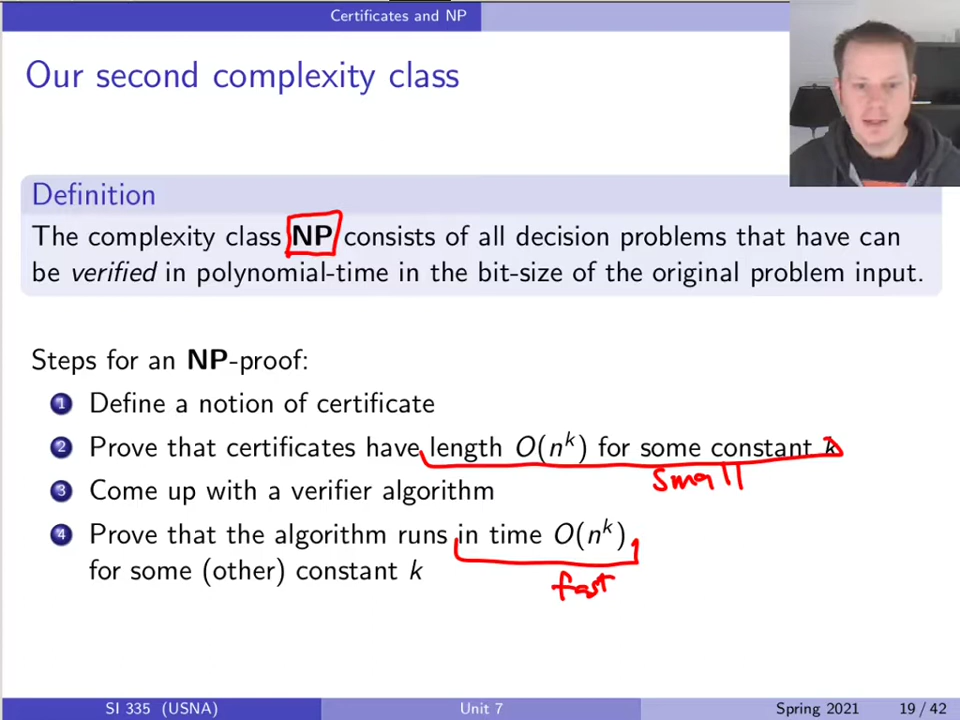 Certificates and NP
Our second complexity class
Definition
The complexity class NP consists of all decision problems that have can
be verified in polynomial-time in the bit-size of the original problem input.
Steps for an NP-proof:
1 Define a notion of certificate
2 Prove that certificates have length O(n^k) for some constant k
small
3 Come up with a verifier algorithm
4 Prove that the algorithm runs in time O(n^k)
for some (other) constant k
fast
SI 335 (USNA) Unit 7 Spring 2021 19 / 42